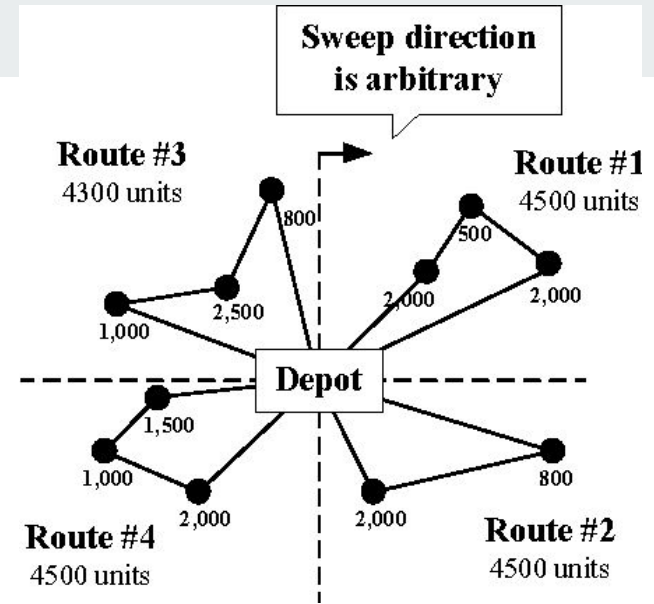 Sweep direction
is arbitrary
Route #3
4300 units
800
2,500
1,000
Route #1
4500 units
500
2,000
2,000
Depot
1,500
1,000
2,000
Route #4
4500 units
800
2,000
Route #2
4500 units